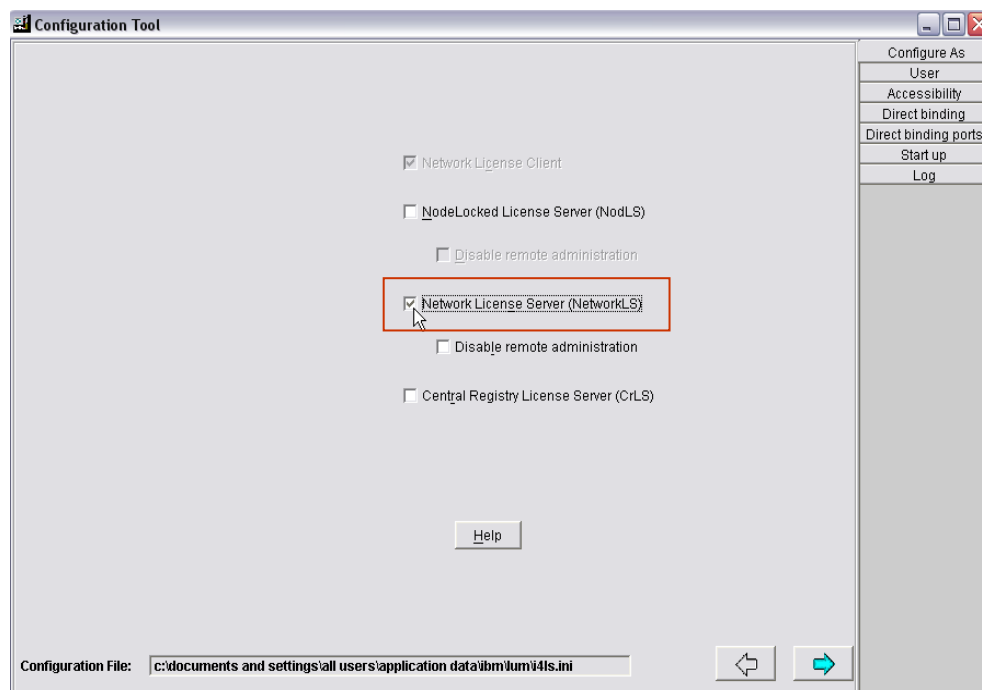 Configuration Tool
Configure As
User
Accessibility
Direct binding
Direct binding ports
Start up
Log
Network License Client
NodeLocked License Server (NodLS)
Disable remote administration
Network License Server (NetworkLS)
Disable remote administration
Central Registry License Server (CrLS)
Help
Configuration File: c:\documents and settings\all users\application data\ibm\lum\i4ls.ini